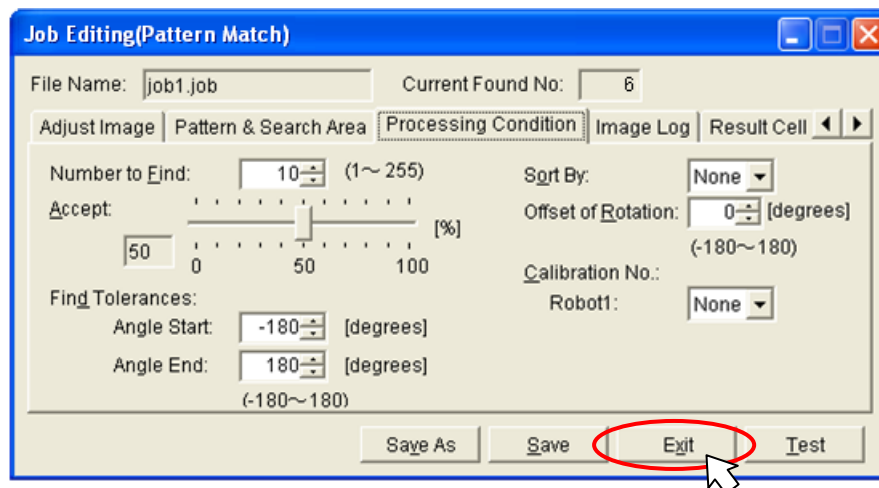 Job Editing(Pattern Match)
File Name: job1.job Current Found No: 6
Adjust Image Pattern & Search Area Processing Condition Image Log Result Cell
Number to Find: 10 (1～ 255) Sort By: None
Accept: [%] Offset of Rotation: 0 [degrees]
50 (-180～180)
0 50 100 Calibration No.:
Find Tolerances: Robot1: None
Angle Start: -180 [degrees]
Angle End: 180 [degrees]
(-180～180)
Save As Save Exit Test